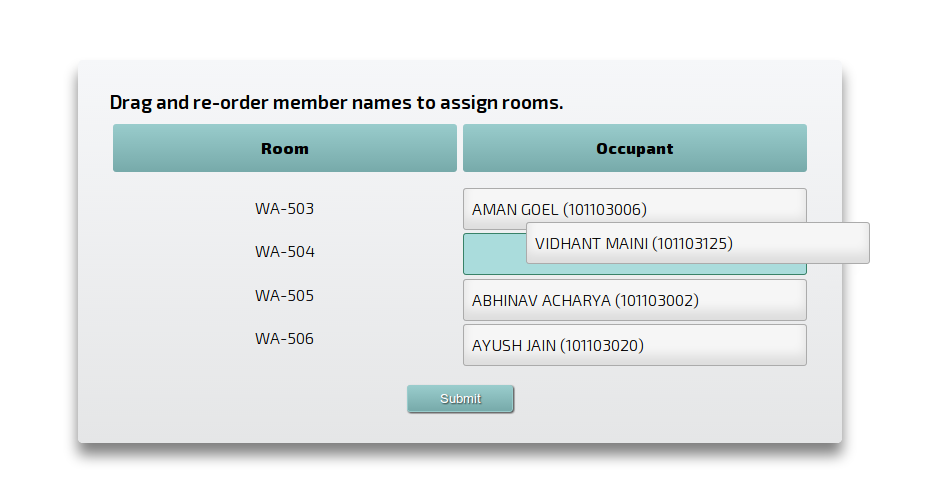 Drag and re-order member names to assign rooms.
Room Occupant
WA-503 AMAN GOEL (101103006)
WA-504 VIDHANT MAINI (101103125)
WA-505 ABHINAV ACHARYA (101103002)
WA-506 AYUSH JAIN (101103020)
Submit